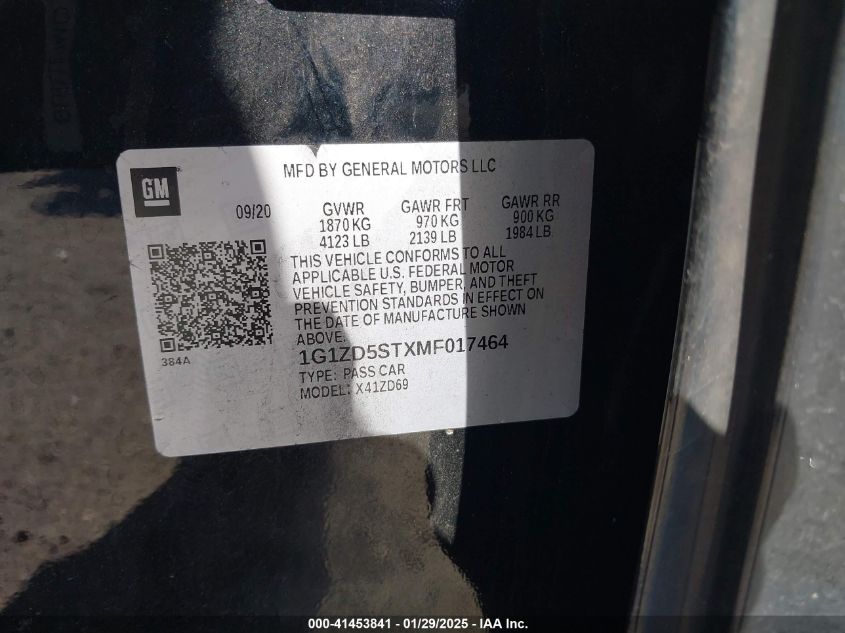 MFD BY GENERAL MOTORS LLC
GM
09/20
GVWR GAWR FRT GAWR RR
1870 KG 970 KG 900 KG
4123 LB 2139 LB 1984 LB
THIS VEHICLE CONFORMS TO ALL
APPLICABLE U.S. FEDERAL MOTOR
VEHICLE SAFETY, BUMPER, AND THEFT
PREVENTION STANDARDS IN EFFECT ON
THE DATE OF MANUFACTURE SHOWN
ABOVE.
384A
1G1ZD5STXMF017464
TYPE: PASS CAR
MODEL: X41ZD69
000-41453841 / 01/29/2025 - IAA Inc.